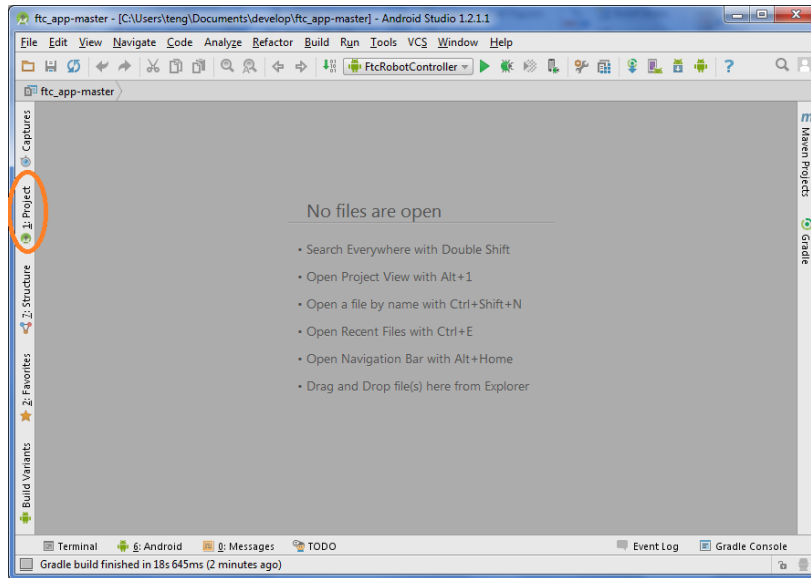 ftc_app-master - [C:\Users\teng\Documents\develop\ftc_app-master] - Android Studio 1.2.1.1
File Edit View Navigate Code Analyze Refactor Build Run Tools VCS Window Help
FtcRobotController
ftc_app-master
Captures
1: Project
7: Structure
2: Favorites
Build Variants
No files are open
• Search Everywhere with Double Shift
• Open Project View with Alt+1
• Open a file by name with Ctrl+Shift+N
• Open Recent Files with Ctrl+E
• Open Navigation Bar with Alt+Home
• Drag and Drop file(s) here from Explorer
m Maven Projects
Gradle
Terminal 6: Android 0: Messages TODO Event Log Gradle Console
Gradle build finished in 18s 645ms (2 minutes ago)